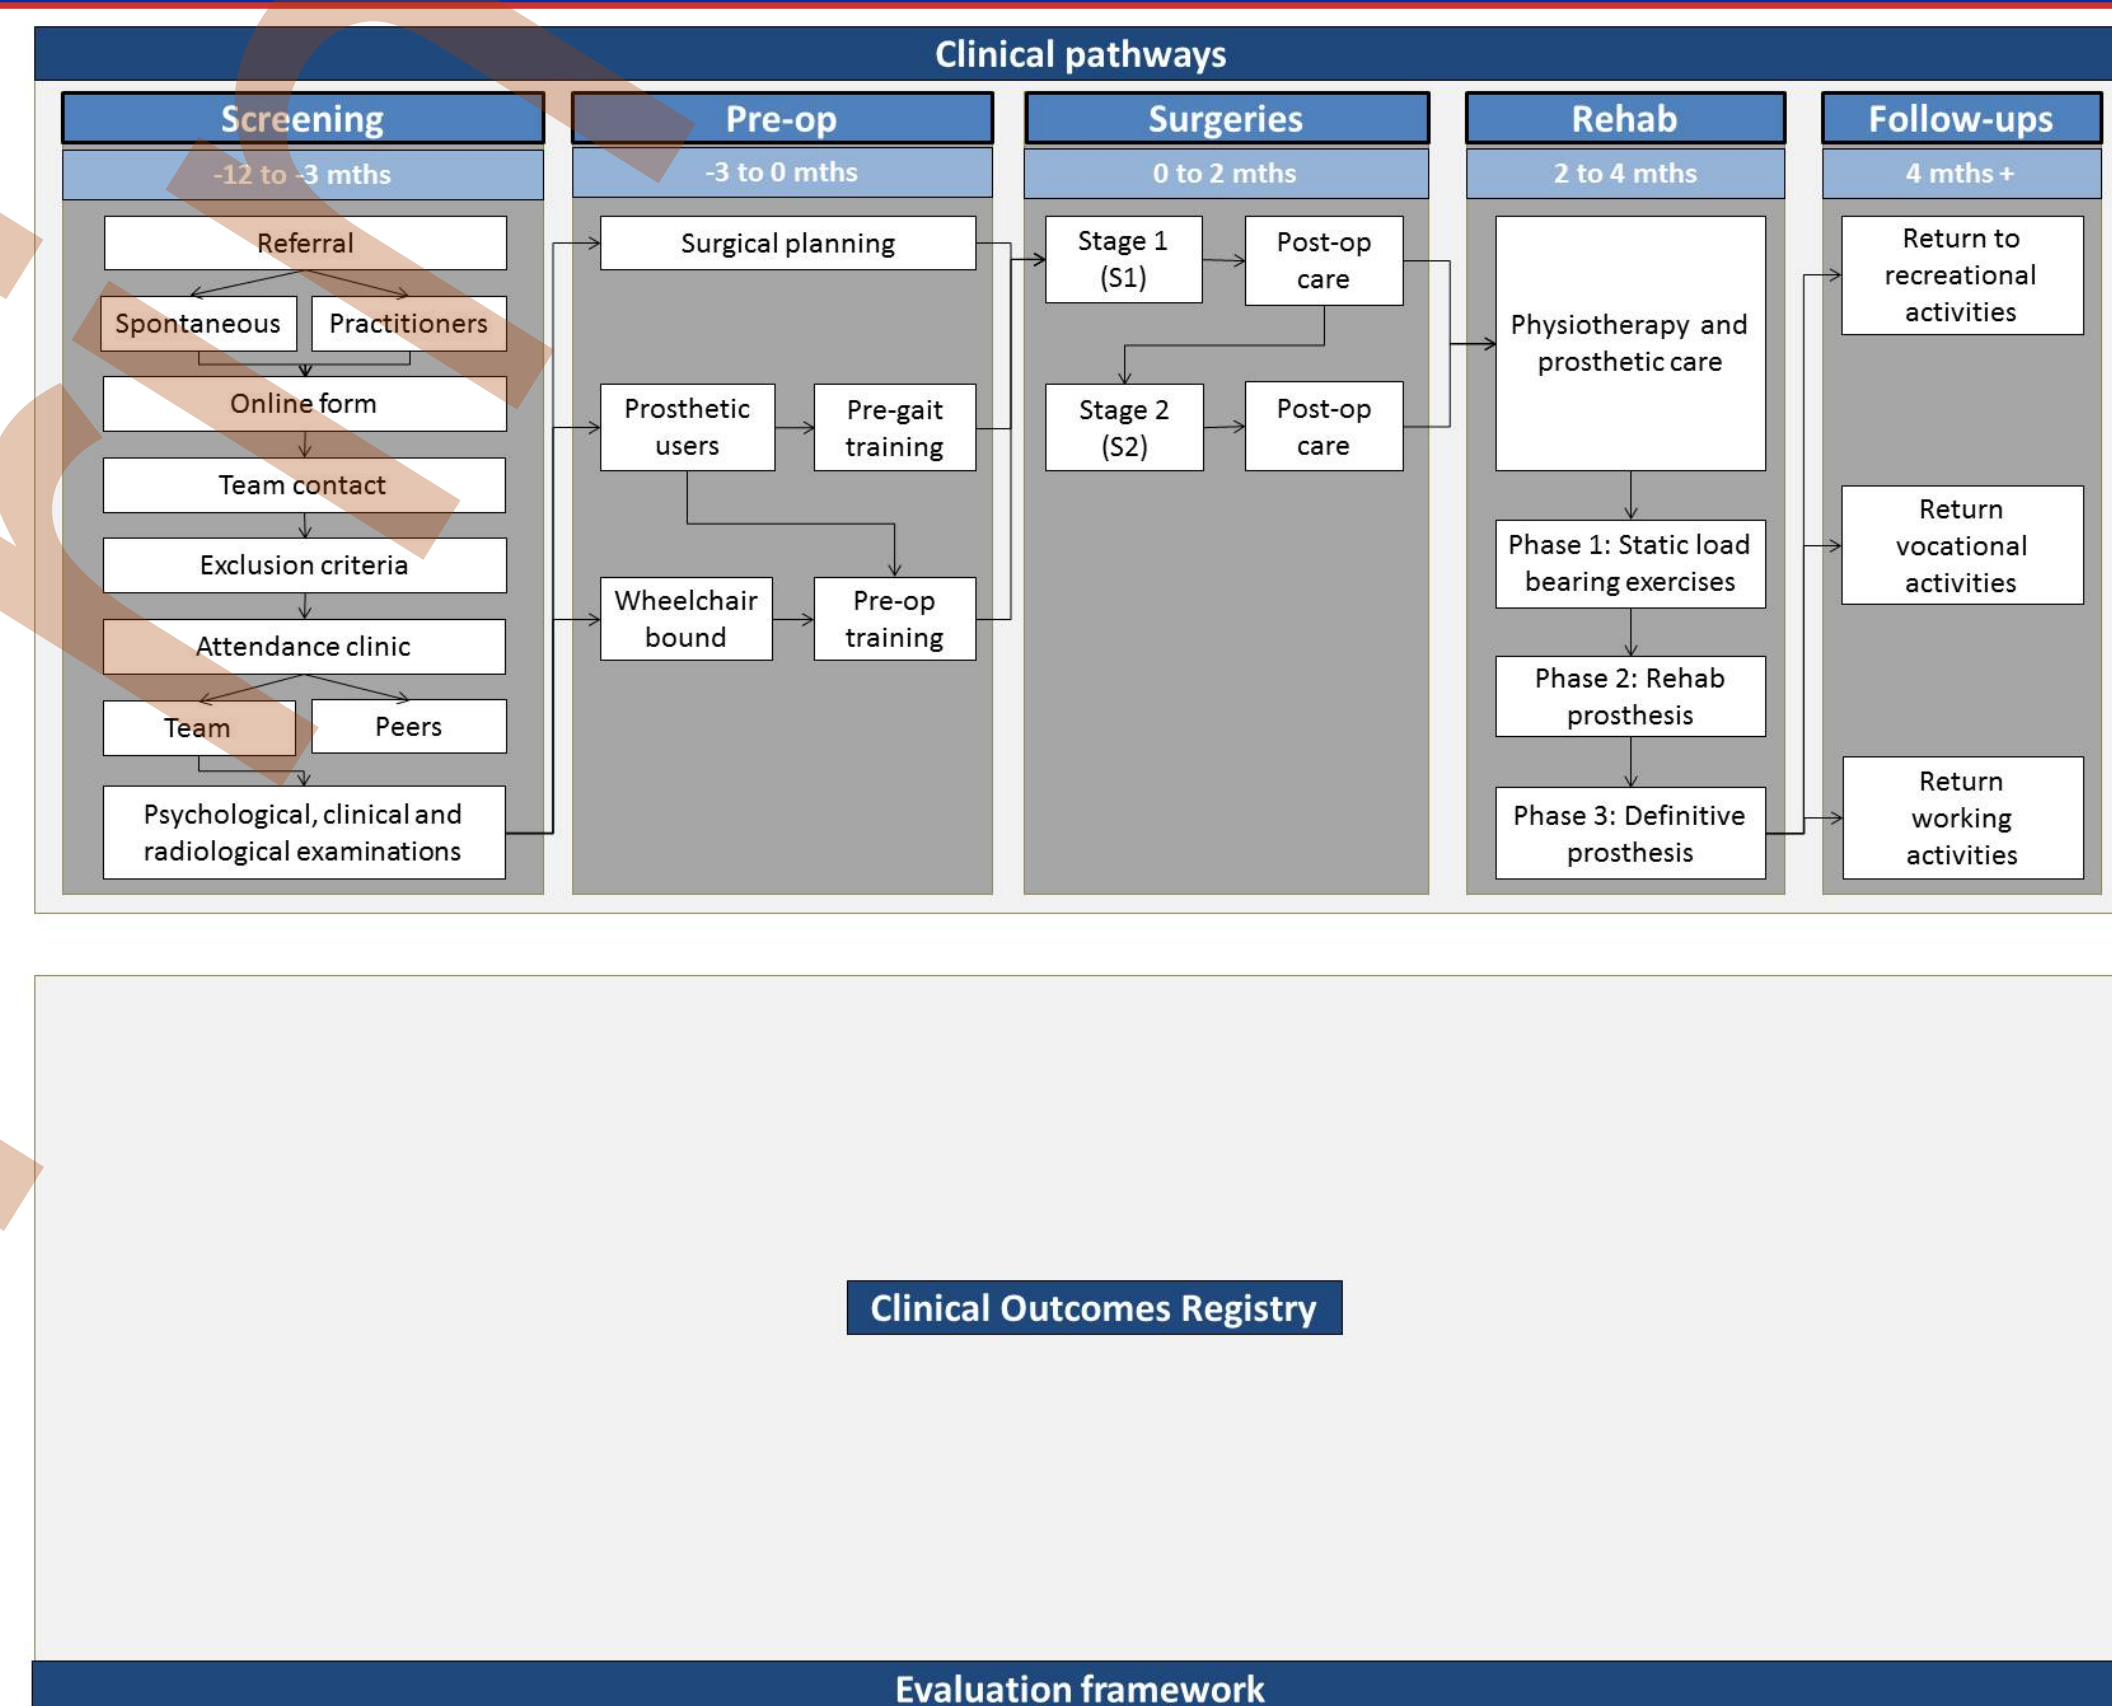 Clinical pathways
Screening
-12 to -3 mths
Referral
Spontaneous
Practitioners
Online form
Team contact
Exclusion criteria
Attendance clinic
Team
Peers
Psychological, clinical and
radiological examinations
Pre-op
-3 to 0 mths
Surgical planning
Prosthetic
users
Pre-gait
training
Wheelchair
bound
Pre-op
training
Surgeries
0 to 2 mths
Stage 1
(S1)
Post-op
care
Stage 2
(S2)
Post-op
care
Rehab
2 to 4 mths
Physiotherapy and
prosthetic care
Phase 1: Static load
bearing exercises
Phase 2: Rehab
prosthesis
Phase 3: Definitive
prosthesis
Follow-ups
4 mths +
Return to
recreational
activities
Return
vocational
activities
Return
working
activities
Clinical Outcomes Registry
Evaluation framework